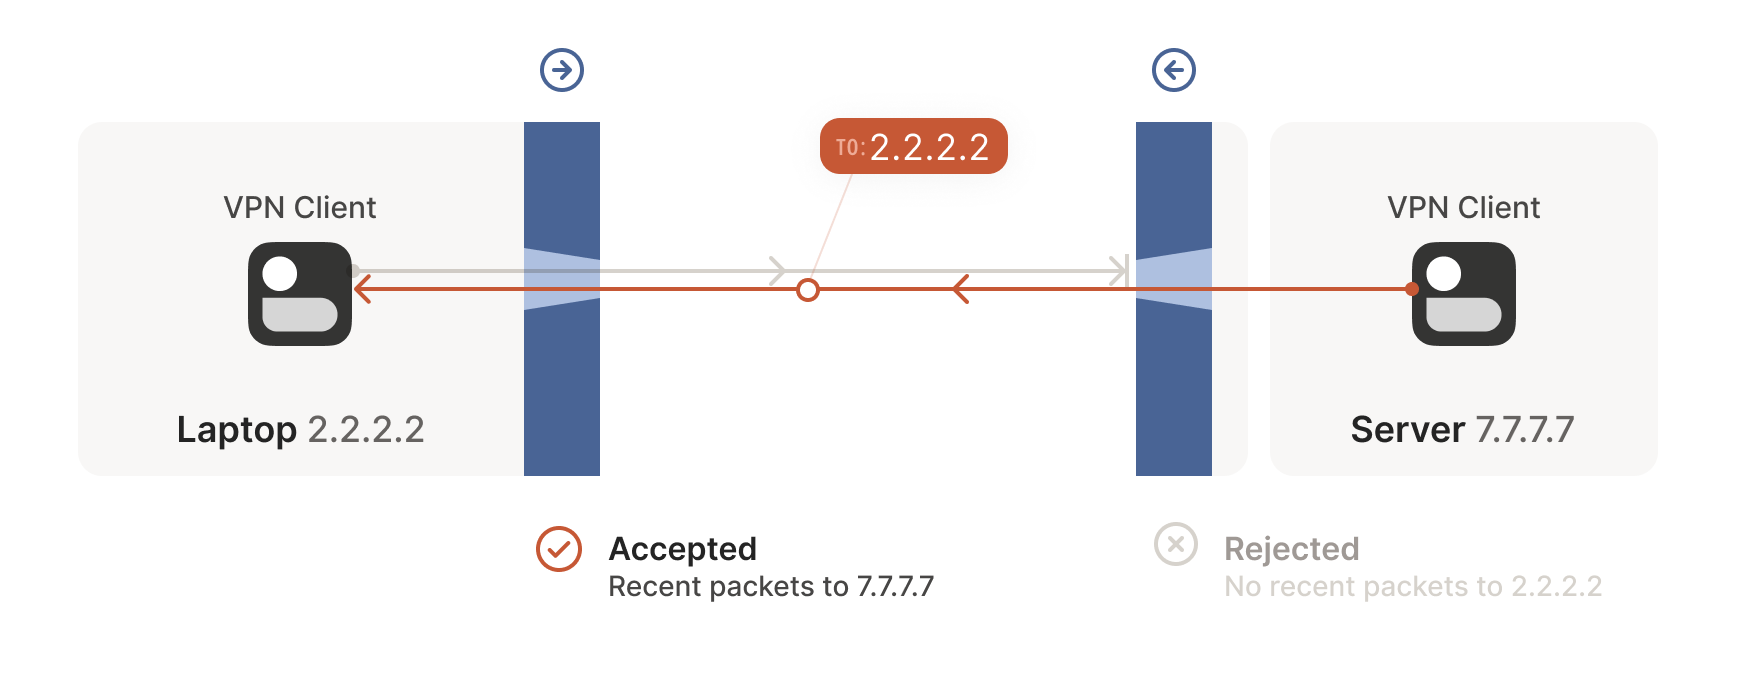 TO: 2.2.2.2
VPN Client
VPN Client
Laptop 2.2.2.2
Server 7.7.7.7
Accepted
Recent packets to 7.7.7.7
Rejected
No recent packets to 2.2.2.2